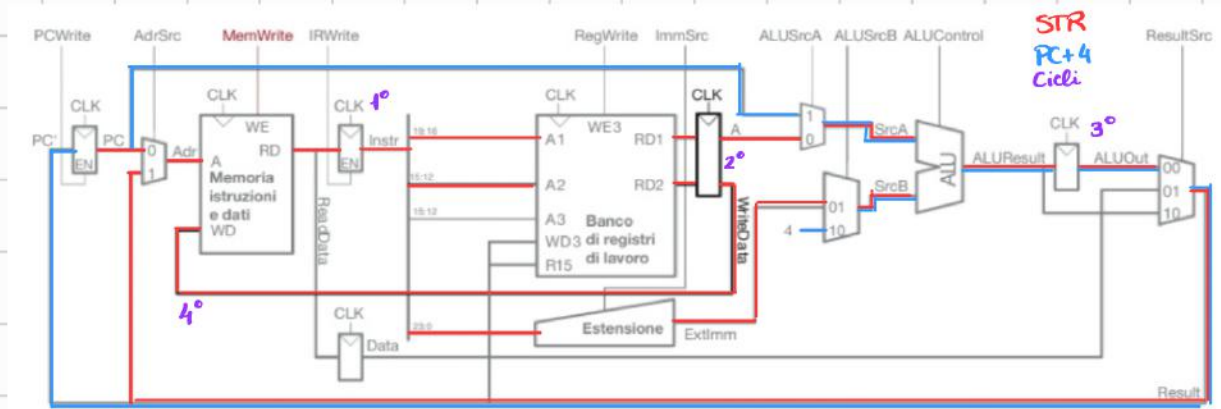 STR
PC+4
Cicli
PCWrite AdrSrc MemWrite IRWrite RegWrite ImmSrc ALUSrcA ALUSrcB ALUControl ResultSrc
CLK CLK CLK 1° CLK CLK CLK 3°
PC' PC EN 0 1 Adr
WE
A RD
Memoria
istruzioni
e dati
WD
EN Instr
ReadData
19:16
15:12
15:12
23:0
WE3
A1 RD1
A2 RD2
A3
Banco
WD3 di registri
di lavoro
R15
A
2°
WriteData
1
0
SrcA
01
4 10
SrcB
ALU
ALUResult ALUOut
00
01
10
4°
CLK
Data
Estensione
ExtImm
Result